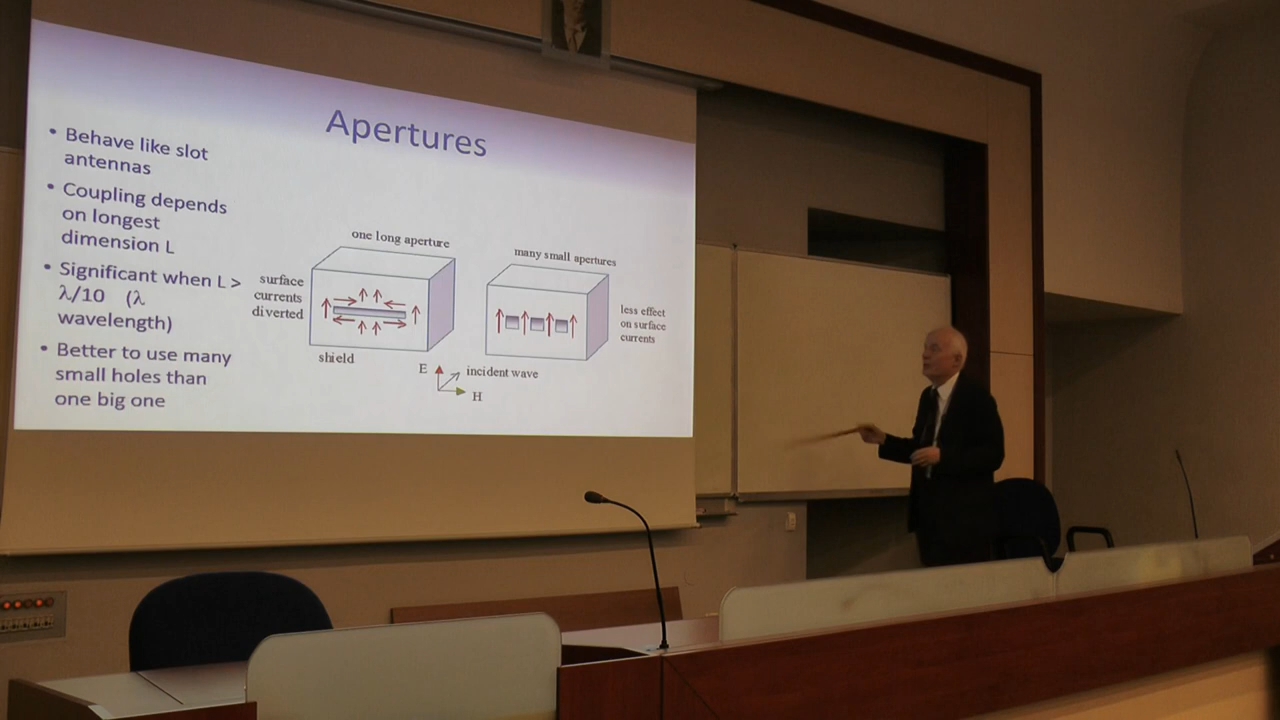 Apertures
• Behave like slot
antennas
• Coupling depends
on longest
dimension L
• Significant when L >
λ/10 (λ
wavelength)
• Better to use many
small holes than
one big one
one long aperture
surface
currents
diverted
shield
many small apertures
less effect
on surface
currents
E
incident wave
H